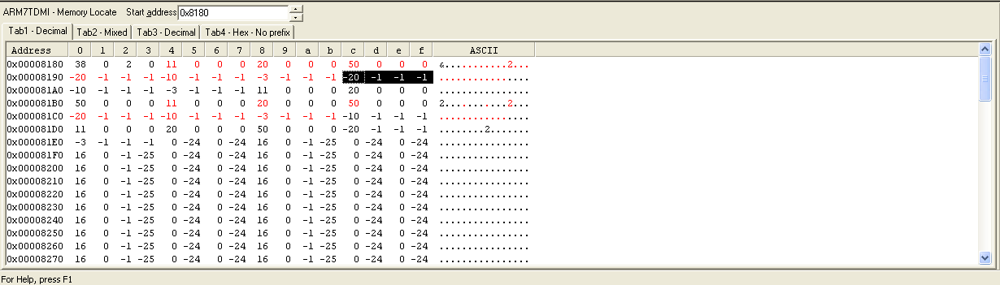 ARM7TDMI - Memory Locate Start address 0x8180
Tab1 - Decimal Tab2 - Mixed Tab3 - Decimal Tab4 - Hex - No prefix
Address 0 1 2 3 4 5 6 7 8 9 a b c d e f ASCII
0x00008180 38 0 2 0 11 0 0 0 20 0 0 0 50 0 0 0 &...........2...
0x00008190 -20 -1 -1 -1 -10 -1 -1 -1 -3 -1 -1 -1 -20 -1 -1 -1 ................
0x000081A0 -10 -1 -1 -1 -3 -1 -1 -1 11 0 0 0 20 0 0 0 ................
0x000081B0 50 0 0 0 11 0 0 0 20 0 0 0 50 0 0 0 2...........2...
0x000081C0 -20 -1 -1 -1 -10 -1 -1 -1 -3 -1 -1 -1 -10 -1 -1 -1 ................
0x000081D0 11 0 0 0 20 0 0 0 50 0 0 0 -20 -1 -1 -1 ........2.......
0x000081E0 -3 -1 -1 -1 0 -24 0 -24 16 0 -1 -25 0 -24 0 -24 ................
0x000081F0 16 0 -1 -25 0 -24 0 -24 16 0 -1 -25 0 -24 0 -24 ................
0x00008200 16 0 -1 -25 0 -24 0 -24 16 0 -1 -25 0 -24 0 -24 ................
0x00008210 16 0 -1 -25 0 -24 0 -24 16 0 -1 -25 0 -24 0 -24 ................
0x00008220 16 0 -1 -25 0 -24 0 -24 16 0 -1 -25 0 -24 0 -24 ................
0x00008230 16 0 -1 -25 0 -24 0 -24 16 0 -1 -25 0 -24 0 -24 ................
0x00008240 16 0 -1 -25 0 -24 0 -24 16 0 -1 -25 0 -24 0 -24 ................
0x00008250 16 0 -1 -25 0 -24 0 -24 16 0 -1 -25 0 -24 0 -24 ................
0x00008260 16 0 -1 -25 0 -24 0 -24 16 0 -1 -25 0 -24 0 -24 ................
0x00008270 16 0 -1 -25 0 -24 0 -24 16 0 -1 -25 0 -24 0 -24 ................
For Help, press F1